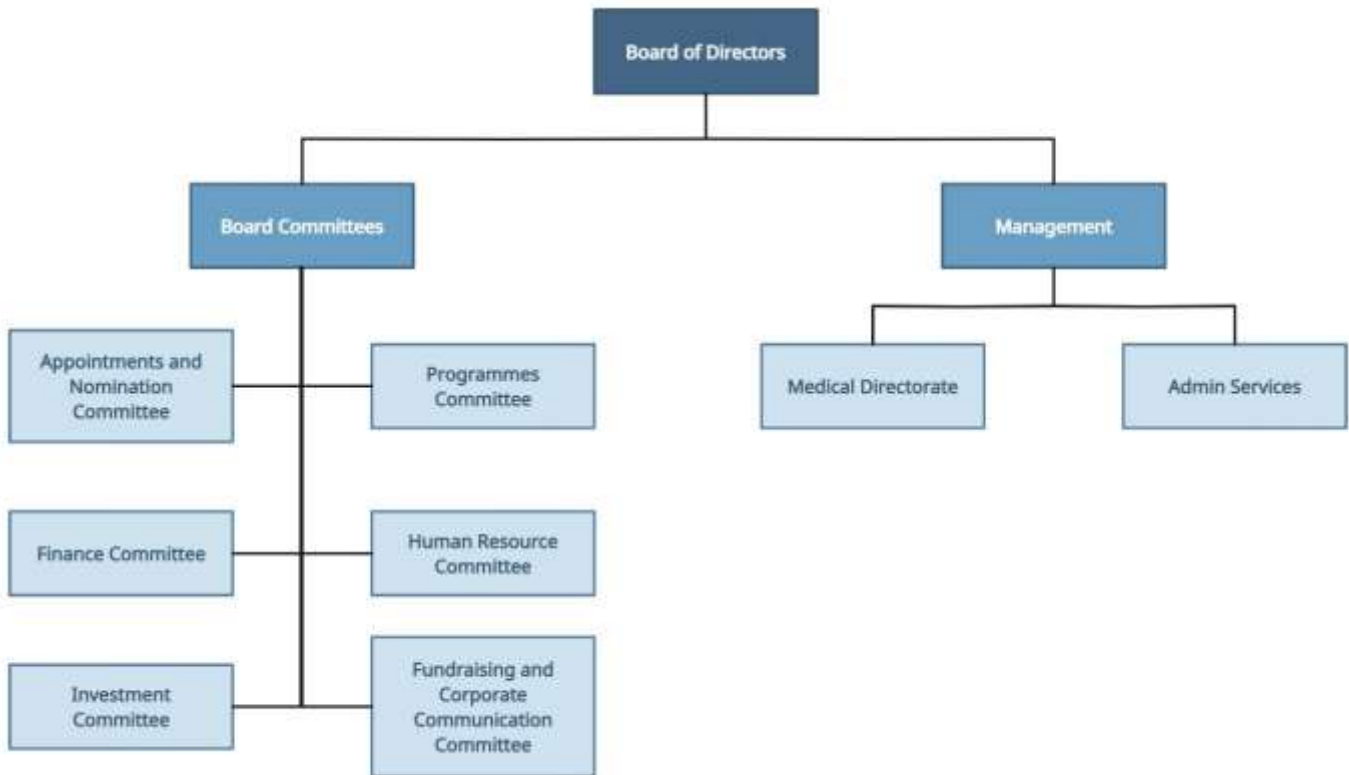 Board of Directors
Board Committees
Management
Appointments and
Nomination
Committee
Programmes
Committee
Medical Directorate
Admin Services
Finance Committee
Human Resource
Committee
Investment
Committee
Fundraising and
Corporate
Communication
Committee